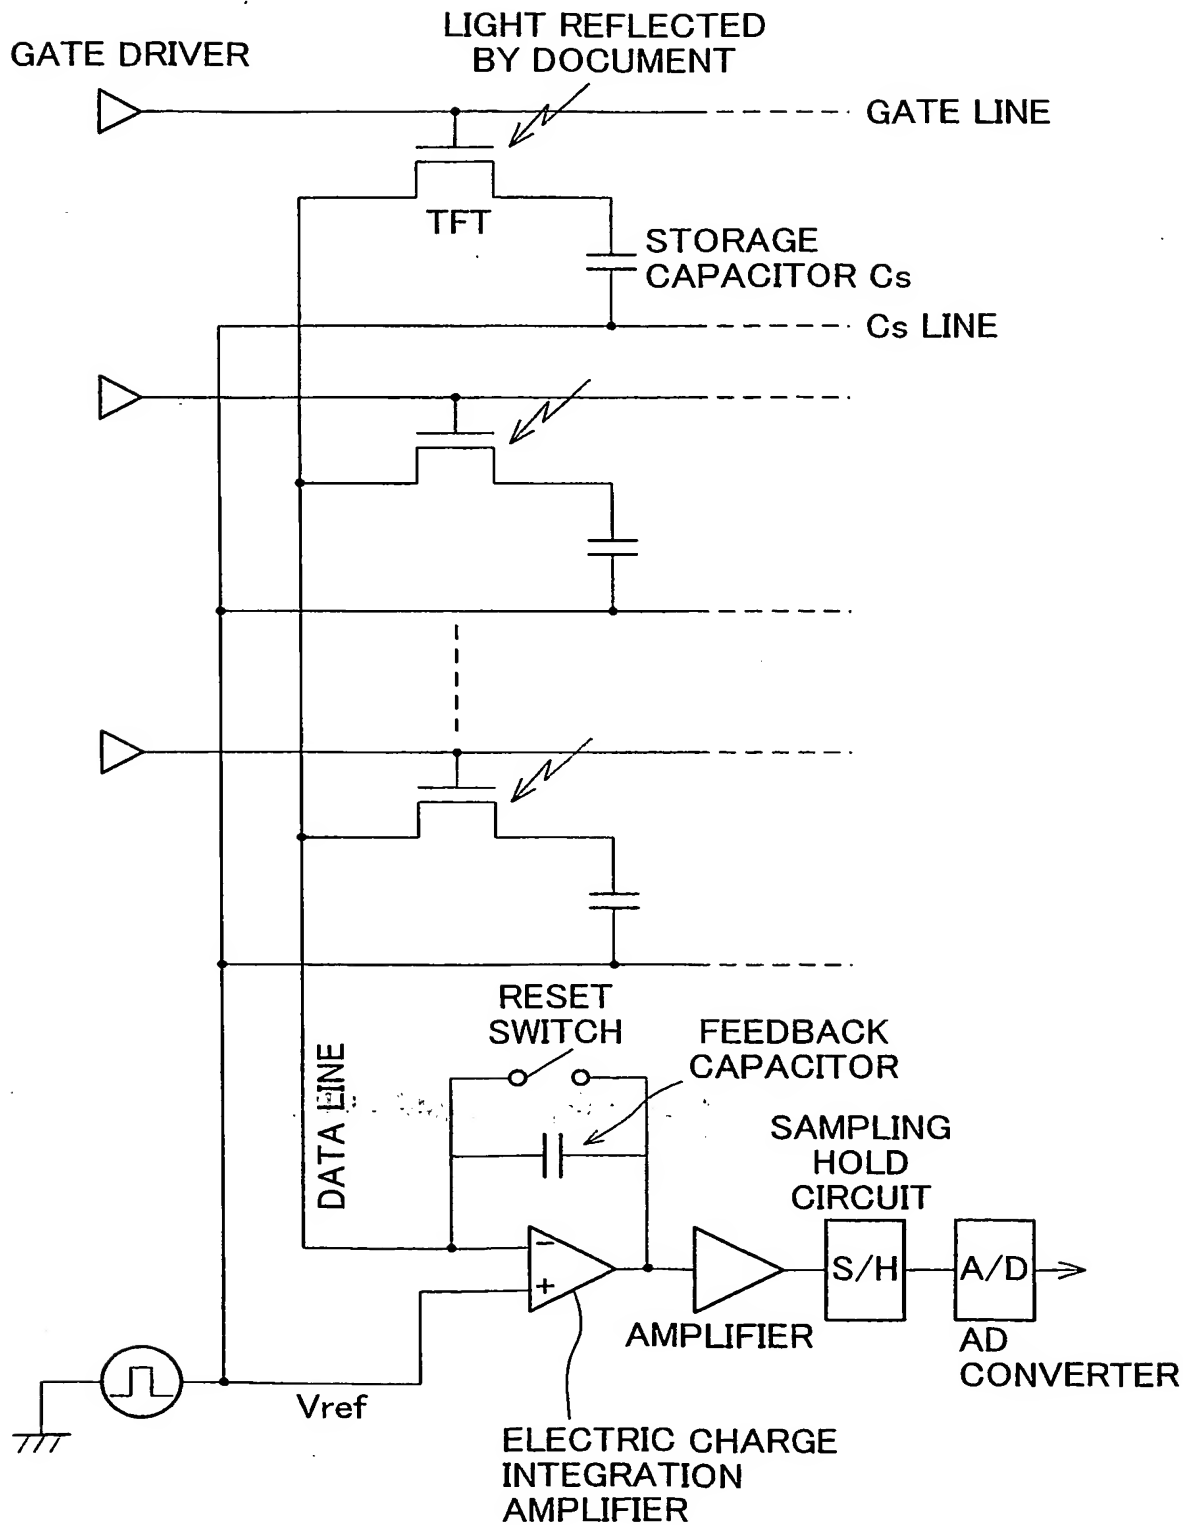 LIGHT REFLECTED
BY DOCUMENT
GATE DRIVER
GATE LINE
TFT
STORAGE
CAPACITOR Cs
Cs LINE
RESET
SWITCH
FEEDBACK
CAPACITOR
DATA LINE
SAMPLING
HOLD
CIRCUIT
−
+
S/H
A/D
AMPLIFIER
AD
CONVERTER
Vref
ELECTRIC CHARGE
INTEGRATION
AMPLIFIER